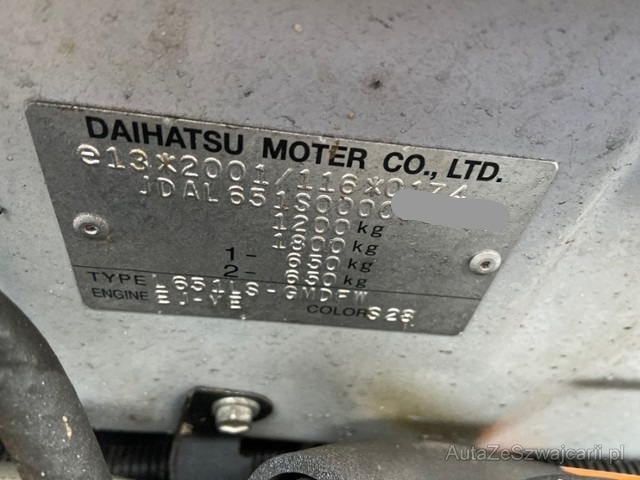 DAIHATSU MOTER CO., LTD.
e13*2001/116*0174
JDAL651S0000
1200 kg
1800 kg
1- 650 kg
2- 650 kg
TYPE L651LS-GMDFW
ENGINE EJ-VE COLOR S28
AutaZeSzwajcarii.pl